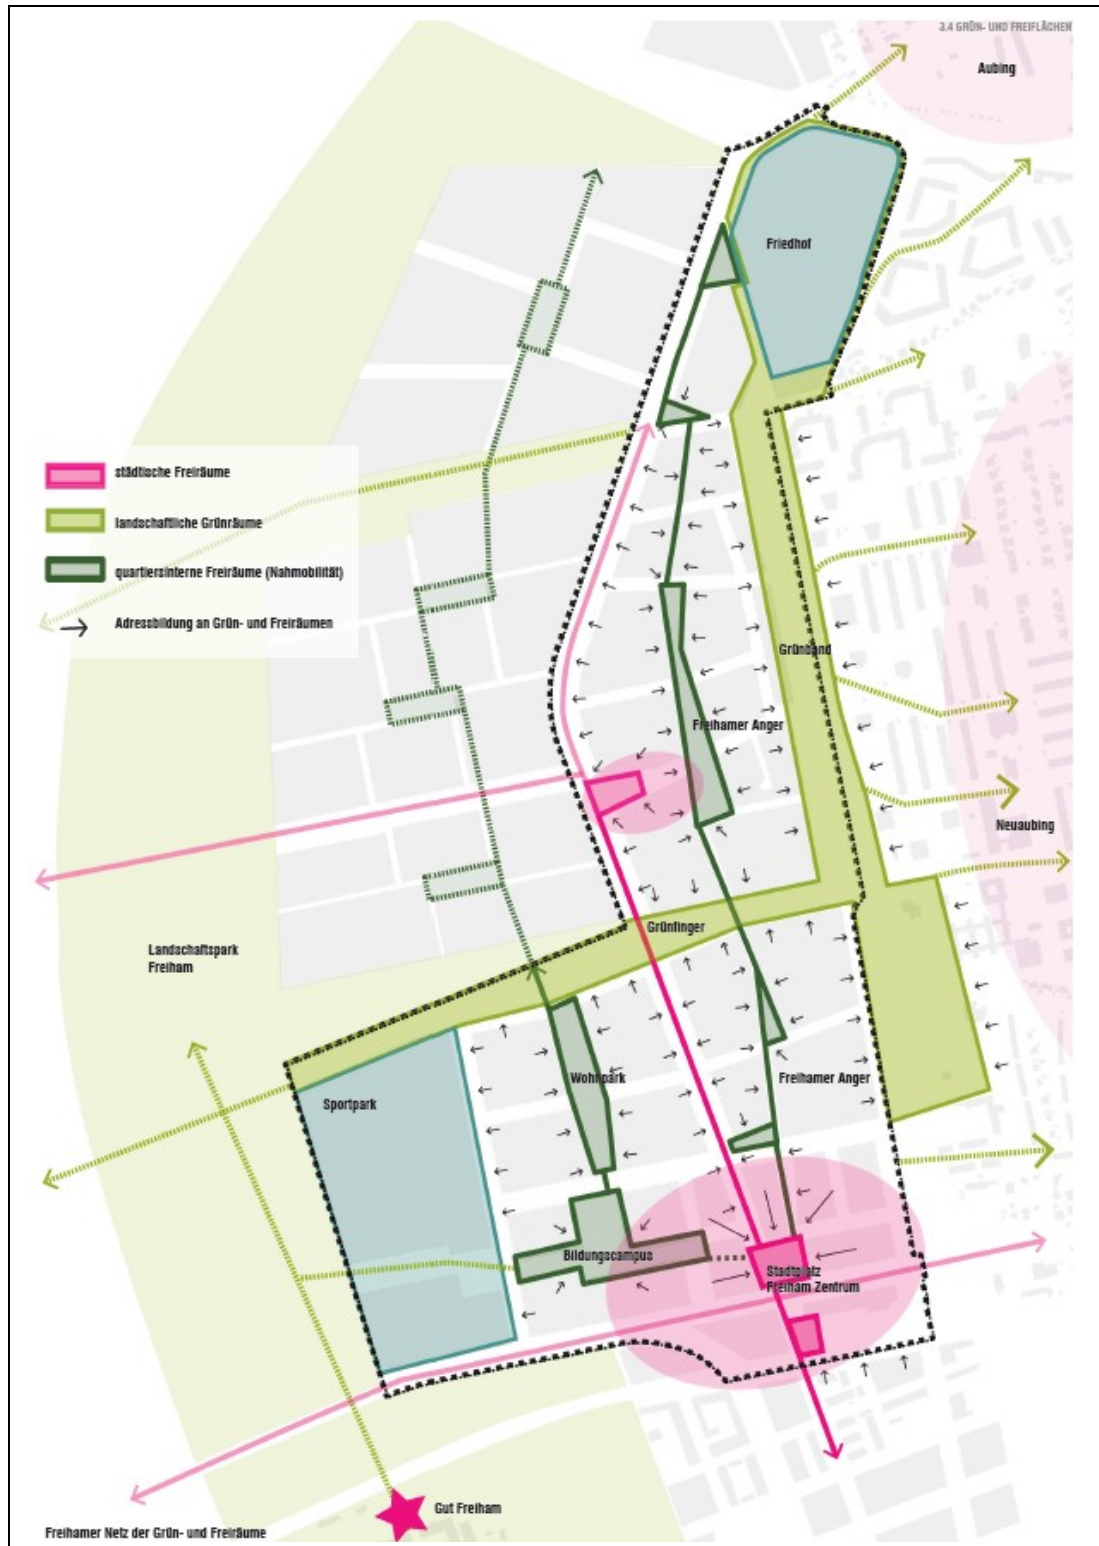 3.4 GRÜN- UND FREIFLÄCHEN
Aubing
Friedhof
städtische Freiräume
landschaftliche Grünräume
quartiersinterne Freiräume (Nahmobilität)
Adressbildung an Grün- und Freiräumen
Grünband
Freihamer Anger
Neuaubing
Grünfinger
Landschaftspark
Freiham
Wohnpark
Freihamer Anger
Sportpark
Bildungscampus
Stadtplatz
Freiham Zentrum
Gut Freiham
Freihamer Netz der Grün- und Freiräume